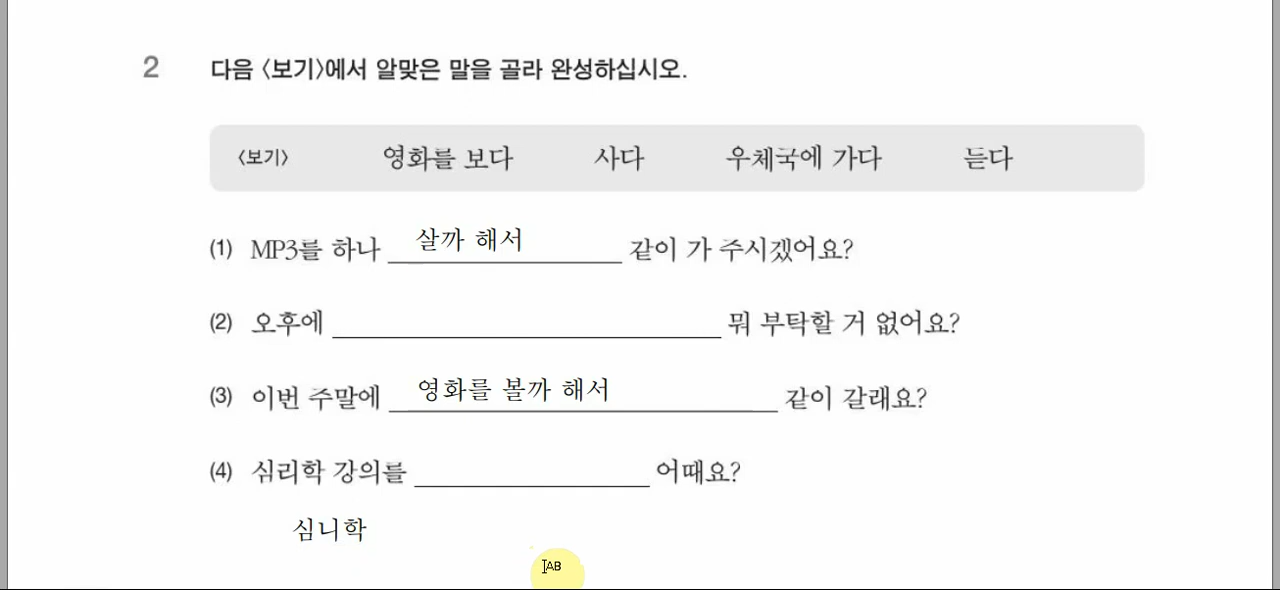 2 다음 〈보기〉에서 알맞은 말을 골라 완성하십시오.
〈보기〉 영화를 보다 사다 우체국에 가다 듣다
(1) MP3를 하나 살까 해서 같이 가 주시겠어요?
(2) 오후에 뭐 부탁할 거 없어요?
(3) 이번 주말에 영화를 볼까 해서 같이 갈래요?
(4) 심리학 강의를 어때요?
심니학
AB